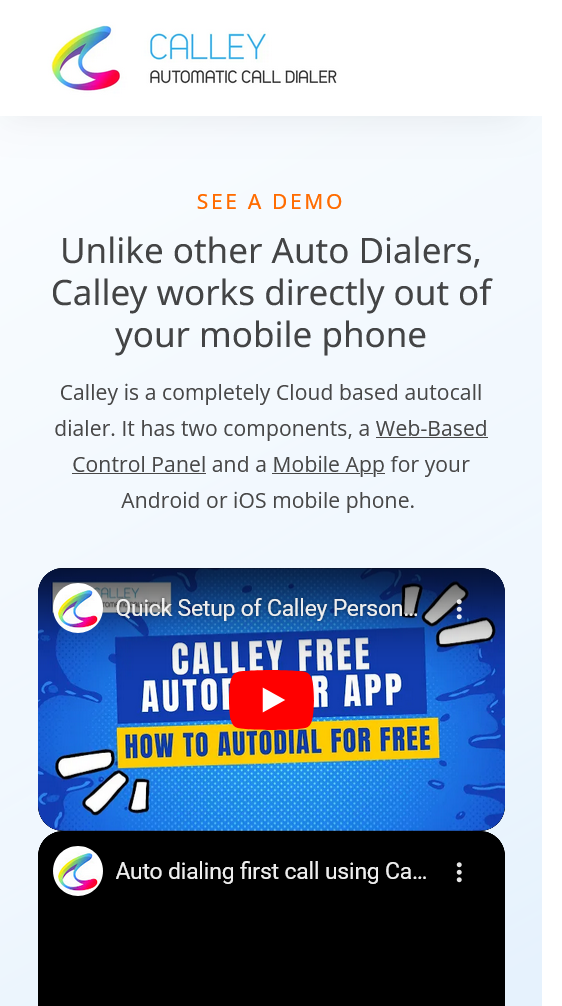 CALLEY
AUTOMATIC CALL DIALER
SEE A DEMO
Unlike other Auto Dialers,
Calley works directly out of
your mobile phone
Calley is a completely Cloud based autocall
dialer. It has two components, a Web-Based
Control Panel and a Mobile App for your
Android or iOS mobile phone.
CALLEY
Quick Setup of Calley Person...
CALLEY FREE
APP
HOW TO AUTODIAL FOR FREE
Auto dialing first call using Ca...